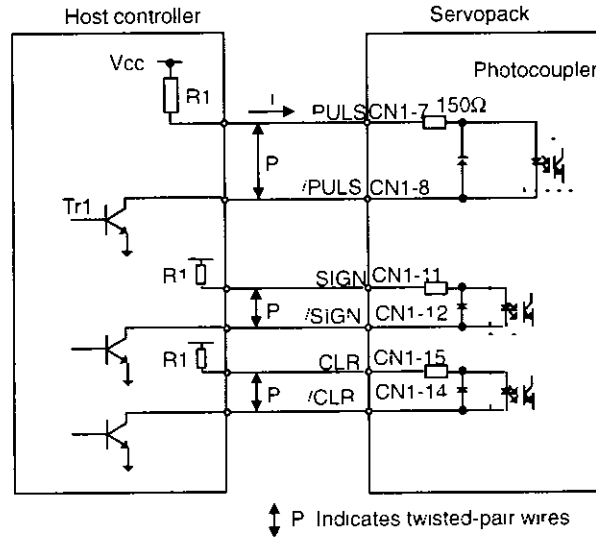 Host controller
Servopack
Vcc
Photocoupler
R1
PULS CN1-7 150Ω
P
/PULS CN1-8
Tr1
R1
SIGN CN1-11
P
/SIGN CN1-12
R1
CLR CN1-15
P
/CLR CN1-14
P Indicates twisted-pair wires